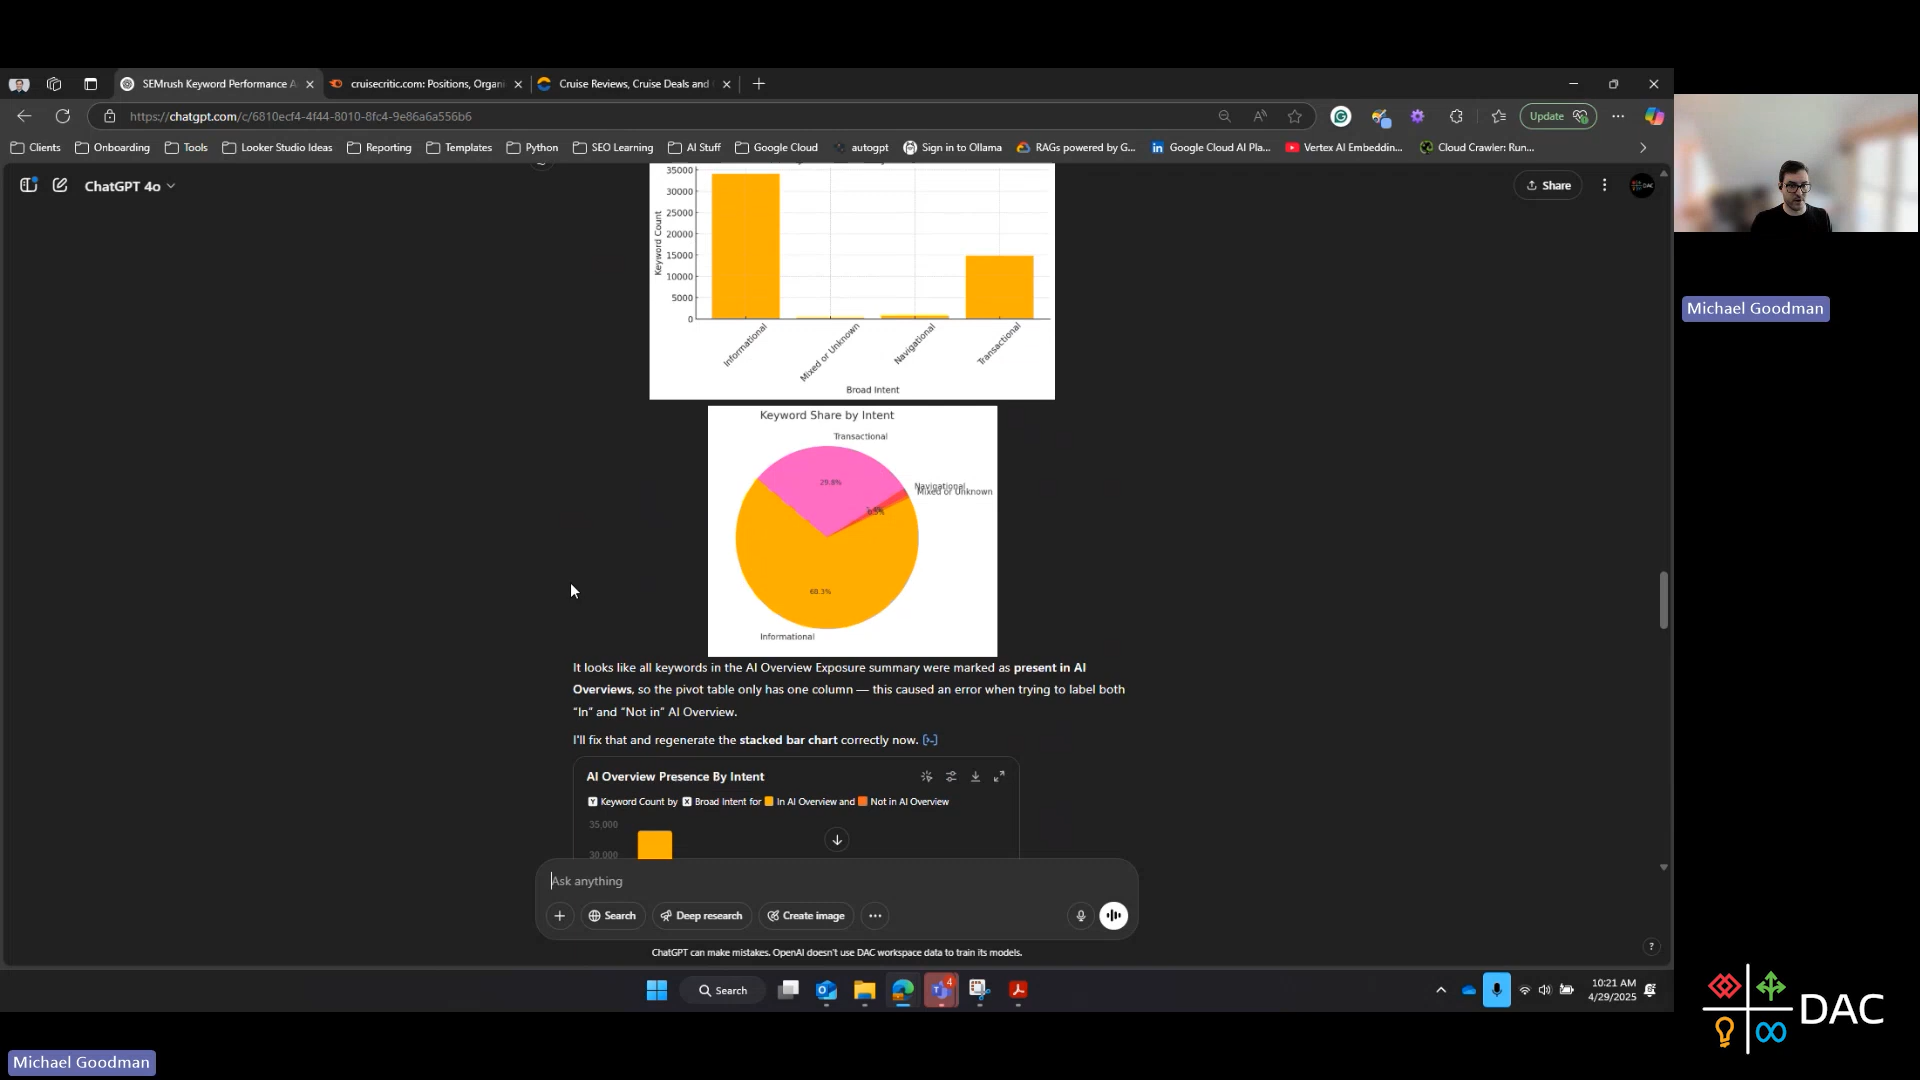 SEMrush Keyword Performance A
cruisecritic.com: Positions, Organi
Cruise Reviews, Cruise Deals and
https://chatgpt.com/c/6810ecf4-4f44-8010-8fc4-9e86a6a556b6
Update
Clients
Onboarding
Tools
Looker Studio Ideas
Reporting
Templates
Python
SEO Learning
AI Stuff
Google Cloud
autogpt
Sign in to Ollama
RAGs powered by G...
Google Cloud AI Pla...
Vertex AI Embeddin...
Cloud Crawler: Run...
ChatGPT 4o
Share
DAC
35000
30000
25000
20000
15000
10000
5000
0
Keyword Count
Informational
Mixed or Unknown
Navigational
Transactional
Broad Intent
Keyword Share by Intent
Transactional
29.8%
Navigational
Mixed or Unknown
0.5%
68.3%
Informational
It looks like all keywords in the AI Overview Exposure summary were marked as present in AI
Overviews, so the pivot table only has one column — this caused an error when trying to label both
“In” and “Not in” AI Overview.
I'll fix that and regenerate the stacked bar chart correctly now.
AI Overview Presence By Intent
Y Keyword Count by X Broad Intent for In AI Overview and Not in AI Overview
35,000
30,000
Ask anything
Search
Deep research
Create image
ChatGPT can make mistakes. OpenAI doesn't use DAC workspace data to train its models.
?
Search
4
10:21 AM
4/29/2025
Michael Goodman
DAC
Michael Goodman